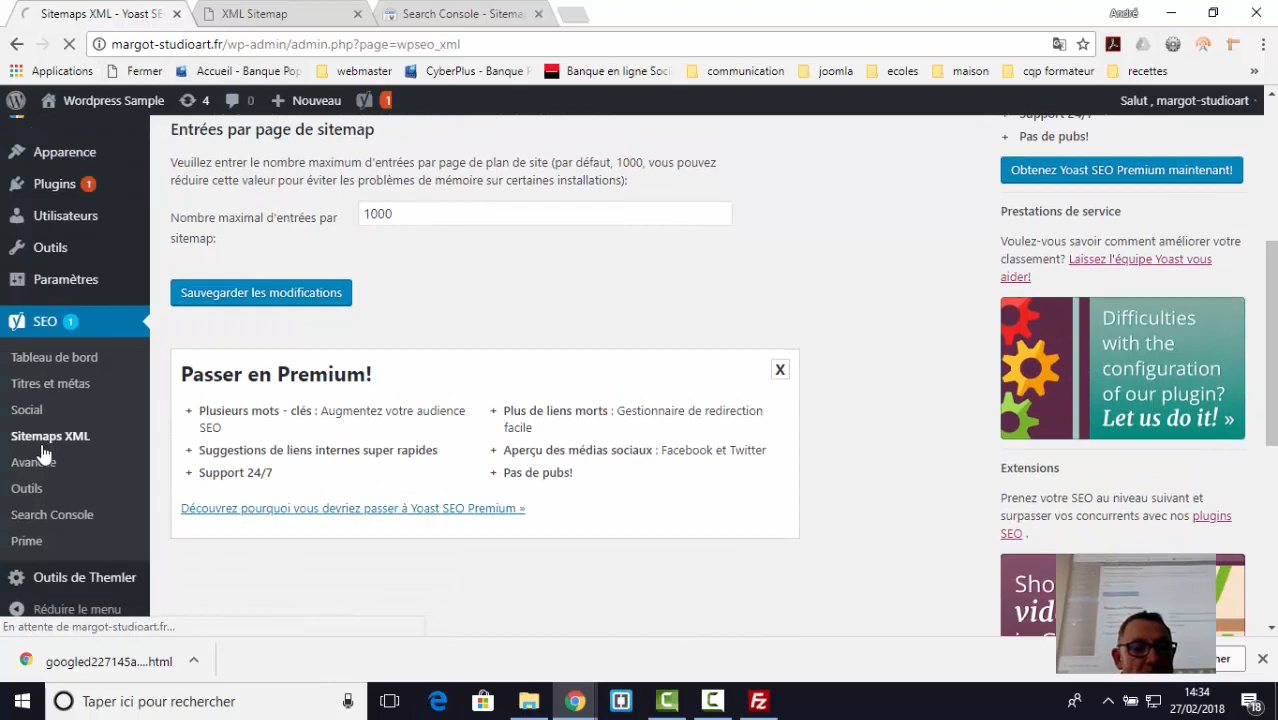 Sitemaps XML - Yoast SE
XML Sitemap
Search Console - Sitema
André
margot-studioart.fr/wp-admin/admin.php?page=wpseo_xml
Applications
Fermer
Accueil - Banque Pop
webmaster
CyberPlus - Banque P
Banque en ligne Soci
communication
joomla
ecoles
maison
cqp formateur
recettes
»
Wordpress Sample
4
0
+ Nouveau
1
Salut , margot-studioart
Apparence
Plugins 1
Utilisateurs
Outils
Paramètres
SEO 1
Tableau de bord
Titres et métas
Social
Sitemaps XML
Outils
Search Console
Prime
Outils de Themler
Réduire le menu
Entrées par page de sitemap
Veuillez entrer le nombre maximum d'entrées par page de plan de site (par défaut, 1000, vous pouvez
réduire cette valeur pour éviter les problèmes de mémoire sur certaines installations):
Nombre maximal d'entrées par
sitemap:
1000
Sauvegarder les modifications
Passer en Premium!
X
+ Plusieurs mots - clés : Augmentez votre audience
SEO
+ Suggestions de liens internes super rapides
+ Support 24/7
+ Plus de liens morts : Gestionnaire de redirection
facile
+ Aperçu des médias sociaux : Facebook et Twitter
+ Pas de pubs!
Découvrez pourquoi vous devriez passer à Yoast SEO Premium »
+ Support 24/7
+ Pas de pubs!
Obtenez Yoast SEO Premium maintenant!
Prestations de service
Voulez-vous savoir comment améliorer votre
classement? Laissez l'équipe Yoast vous
aider!
Difficulties
with the
configuration
of our plugin?
Let us do it! »
Extensions
Prenez votre SEO au niveau suivant et
surpasser vos concurrents avec nos plugins
SEO .
En attente de margot-studioart.fr...
googled227145a....html
Taper ici pour rechercher
14:34
27/02/2018
18